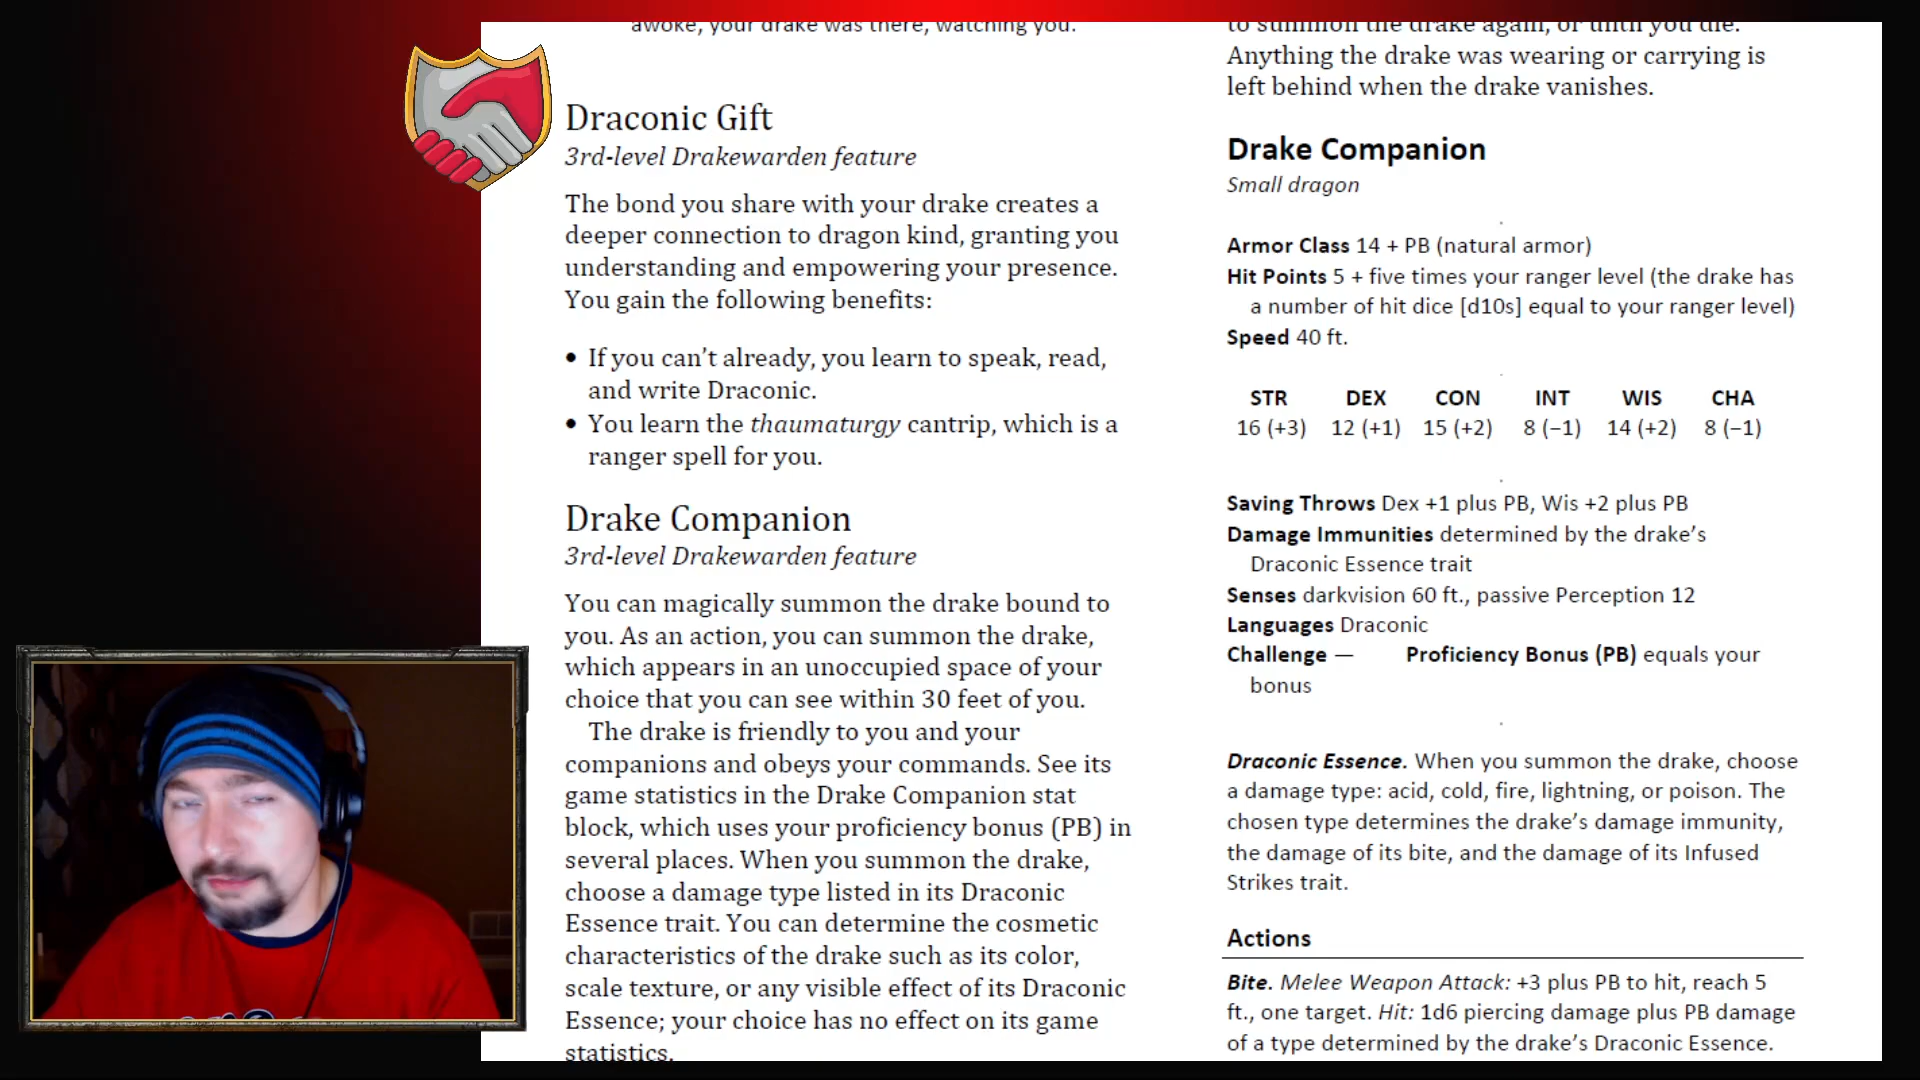 awoke, your drake was there, watching you.
Draconic Gift
3rd-level Drakewarden feature
The bond you share with your drake creates a
deeper connection to dragon kind, granting you
understanding and empowering your presence.
You gain the following benefits:
• If you can’t already, you learn to speak, read,
and write Draconic.
• You learn the thaumaturgy cantrip, which is a
ranger spell for you.
Drake Companion
3rd-level Drakewarden feature
You can magically summon the drake bound to
you. As an action, you can summon the drake,
which appears in an unoccupied space of your
choice that you can see within 30 feet of you.
The drake is friendly to you and your
companions and obeys your commands. See its
game statistics in the Drake Companion stat
block, which uses your proficiency bonus (PB) in
several places. When you summon the drake,
choose a damage type listed in its Draconic
Essence trait. You can determine the cosmetic
characteristics of the drake such as its color,
scale texture, or any visible effect of its Draconic
Essence; your choice has no effect on its game
statistics.
to summon the drake again, or until you die.
Anything the drake was wearing or carrying is
left behind when the drake vanishes.
Drake Companion
Small dragon
Armor Class 14 + PB (natural armor)
Hit Points 5 + five times your ranger level (the drake has
a number of hit dice [d10s] equal to your ranger level)
Speed 40 ft.
STR DEX CON INT WIS CHA
16 (+3) 12 (+1) 15 (+2) 8 (−1) 14 (+2) 8 (−1)
Saving Throws Dex +1 plus PB, Wis +2 plus PB
Damage Immunities determined by the drake’s
Draconic Essence trait
Senses darkvision 60 ft., passive Perception 12
Languages Draconic
Challenge — Proficiency Bonus (PB) equals your
bonus
Draconic Essence. When you summon the drake, choose
a damage type: acid, cold, fire, lightning, or poison. The
chosen type determines the drake’s damage immunity,
the damage of its bite, and the damage of its Infused
Strikes trait.
Actions
Bite. Melee Weapon Attack: +3 plus PB to hit, reach 5
ft., one target. Hit: 1d6 piercing damage plus PB damage
of a type determined by the drake’s Draconic Essence.